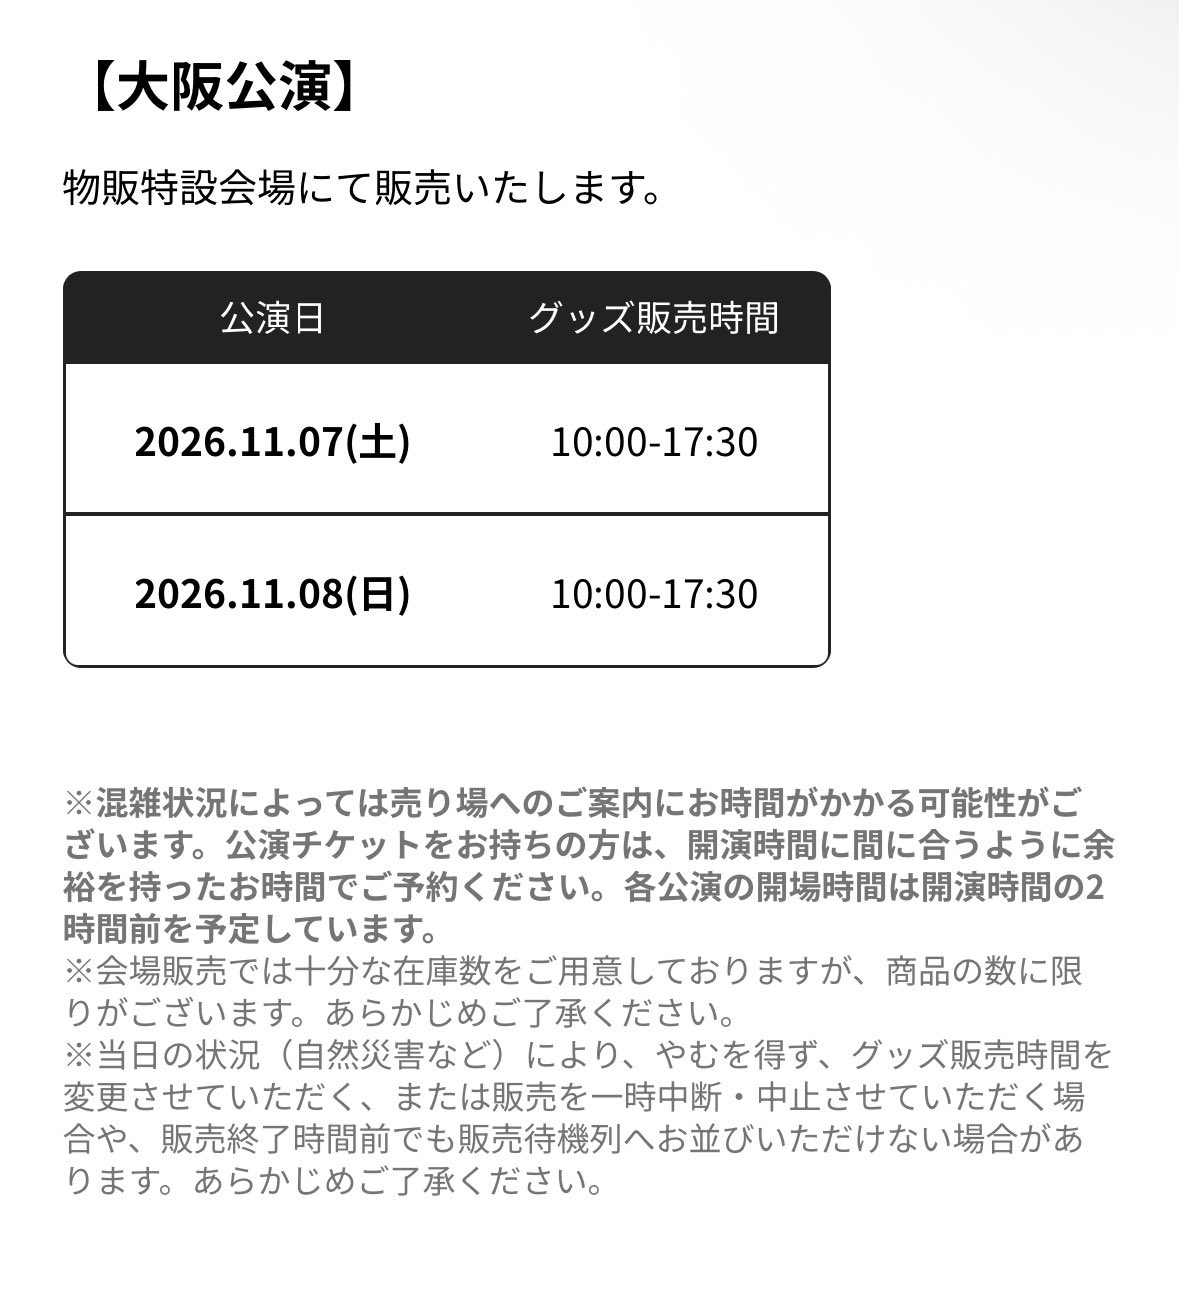 【大阪公演】
物販特設会場にて販売いたします。
公演日 グッズ販売時間
2026.11.07(土) 10:00-17:30
2026.11.08(日) 10:00-17:30
※混雑状況によっては売り場へのご案内にお時間がかかる可能性がご
ざいます。公演チケットをお持ちの方は、開演時間に間に合うように余
裕を持ったお時間でご予約ください。各公演の開場時間は開演時間の2
時間前を予定しています。
※会場販売では十分な在庫数をご用意しておりますが、商品の数に限
りがございます。あらかじめご了承ください。
※当日の状況（自然災害など）により、やむを得ず、グッズ販売時間を
変更させていただく、または販売を一時中断・中止させていただく場
合や、販売終了時間前でも販売待機列へお並びいただけない場合があ
ります。あらかじめご了承ください。